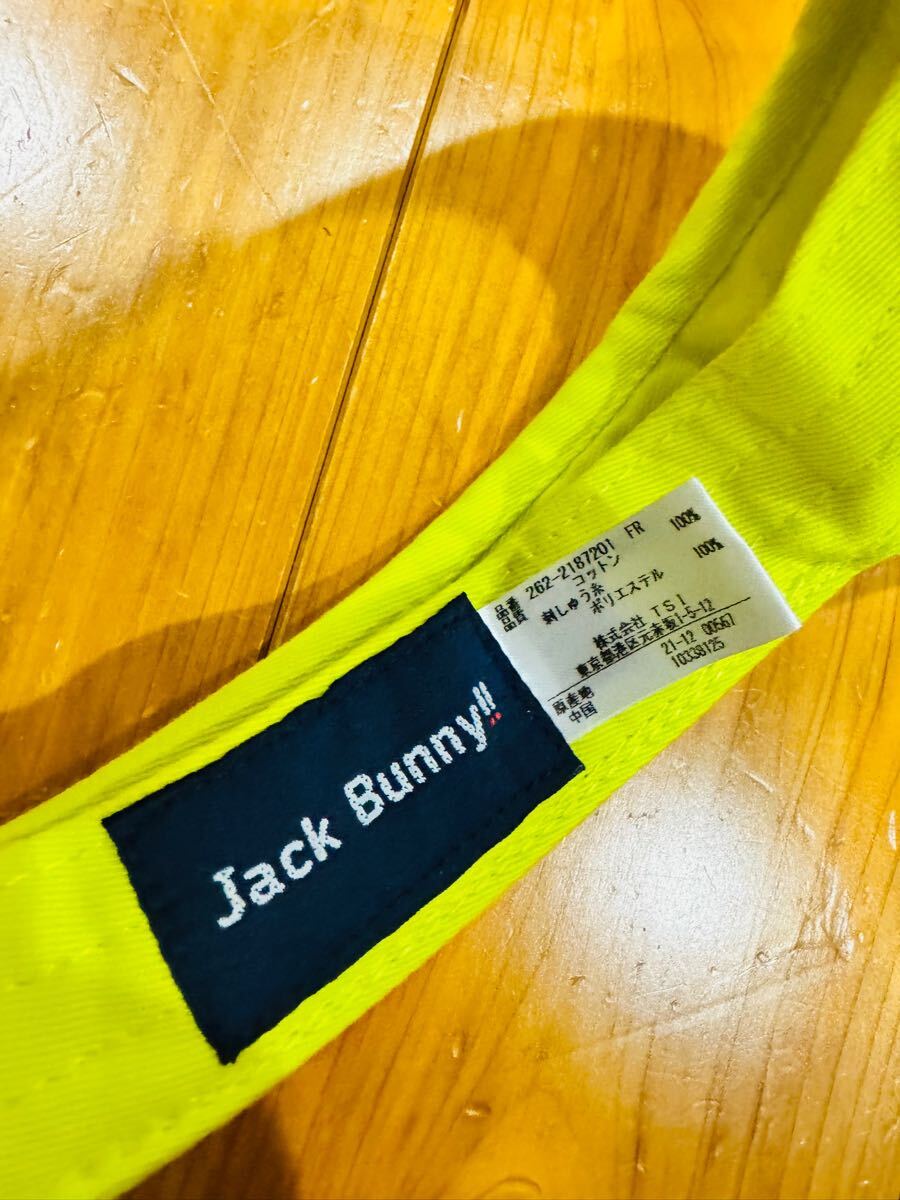 Jack Bunny!!
品番 262-2187201 FR
品質 コットン 100%
刺しゅう糸
ポリエステル 100%
株式会社 TSI
東京都港区元赤坂1-5-12
21-12 00567
10338125
原産地
中国